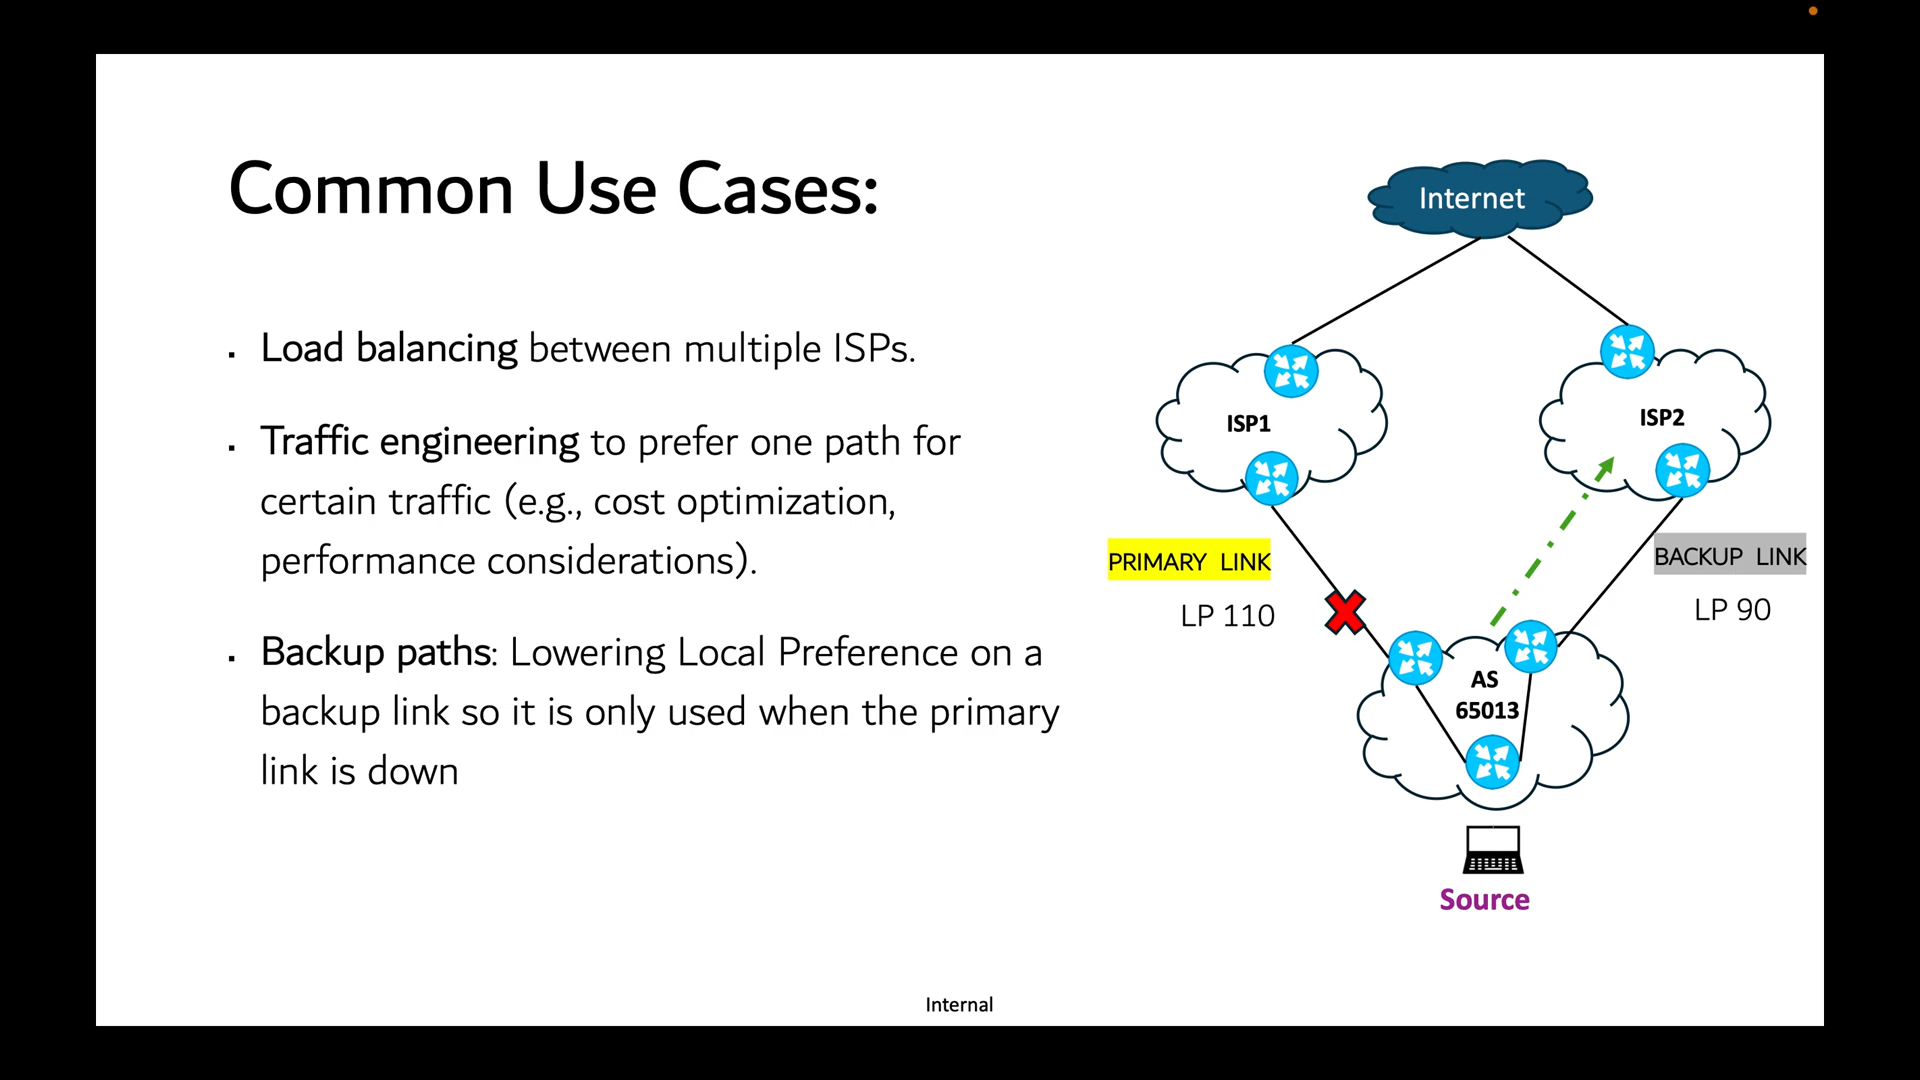 Common Use Cases:
▪ Load balancing between multiple ISPs.
▪ Traffic engineering to prefer one path for
certain traffic (e.g., cost optimization,
performance considerations).
▪ Backup paths: Lowering Local Preference on a
backup link so it is only used when the primary
link is down
Internet
ISP1
ISP2
PRIMARY LINK
BACKUP LINK
LP 110
LP 90
AS
65013
Source
Internal